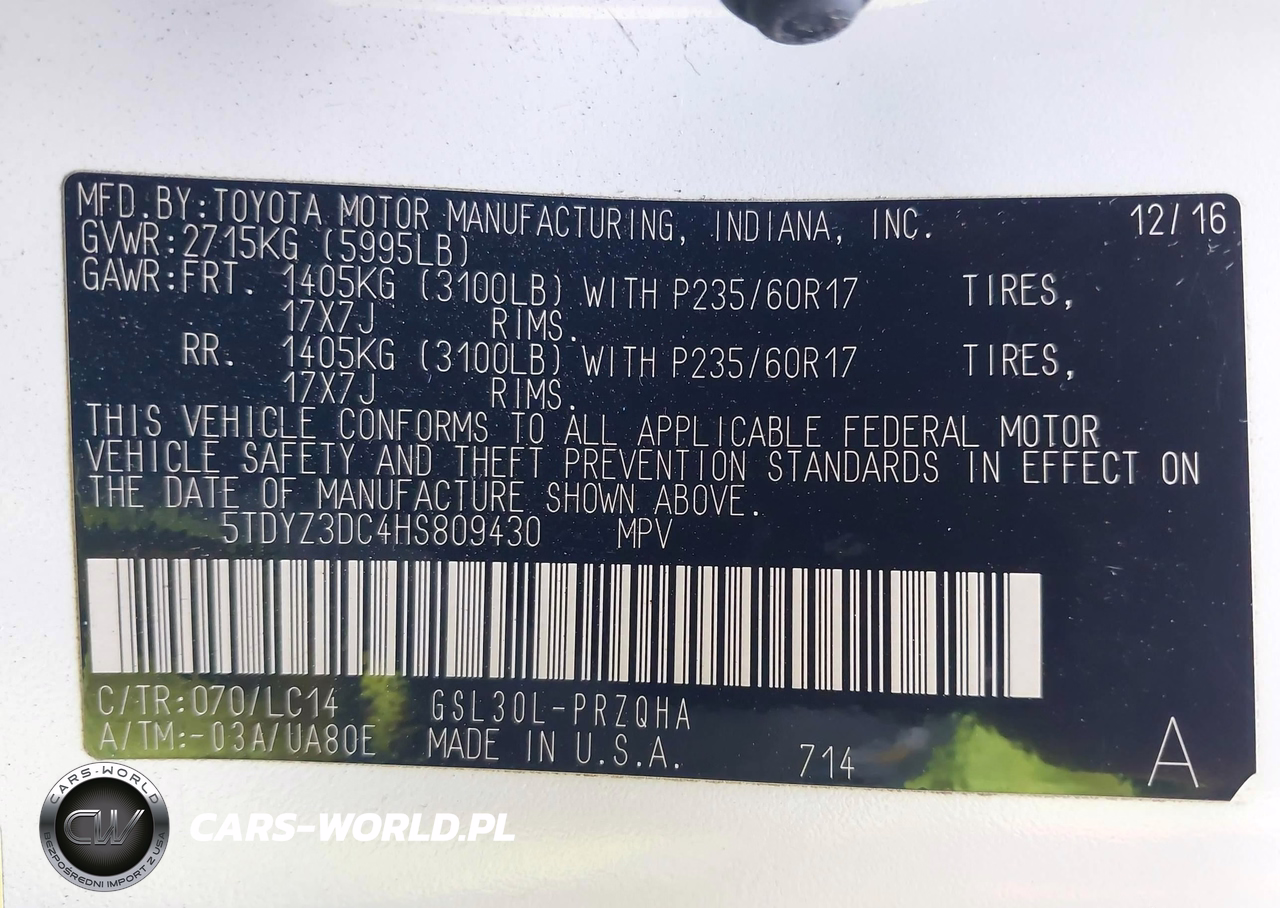 MFD.BY:TOYOTA MOTOR MANUFACTURING, INDIANA, INC. 12/16
GVWR:2715KG (5995LB)
GAWR:FRT. 1405KG (3100LB) WITH P235/60R17 TIRES,
17X7J RIMS.
RR. 1405KG (3100LB) WITH P235/60R17 TIRES,
17X7J RIMS.
THIS VEHICLE CONFORMS TO ALL APPLICABLE FEDERAL MOTOR
VEHICLE SAFETY AND THEFT PREVENTION STANDARDS IN EFFECT ON
THE DATE OF MANUFACTURE SHOWN ABOVE.
5TDYZ3DC4HS809430 MPV
C/TR:070/LC14 GSL30L-PRZQHA
A/TM:-03A/UA80E MADE IN U.S.A. 714 A
CARS-WORLD
CW
BEZPOŚREDNI IMPORT Z USA
CARS-WORLD.PL